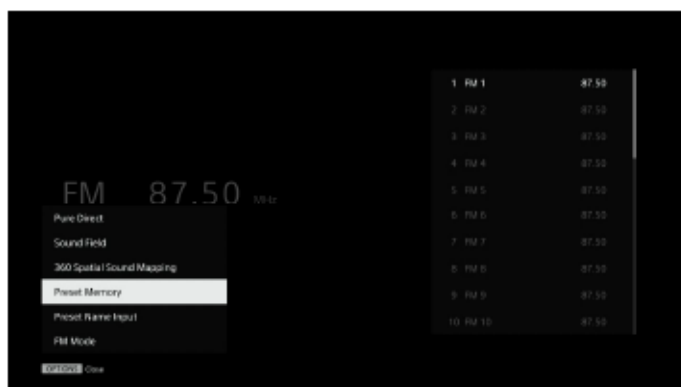 1 FM 1 87.50
2 FM 2 87.50
3 FM 3 87.50
4 FM 4 87.50
5 FM 5 87.50
6 FM 6 87.50
7 FM 7 87.50
8 FM 8 87.50
9 FM 9 87.50
10 FM 10 87.50
FM 87.50 MHz
Pure Direct
Sound Field
360 Spatial Sound Mapping
Preset Memory
Preset Name Input
FM Mode
OPTIONS Close